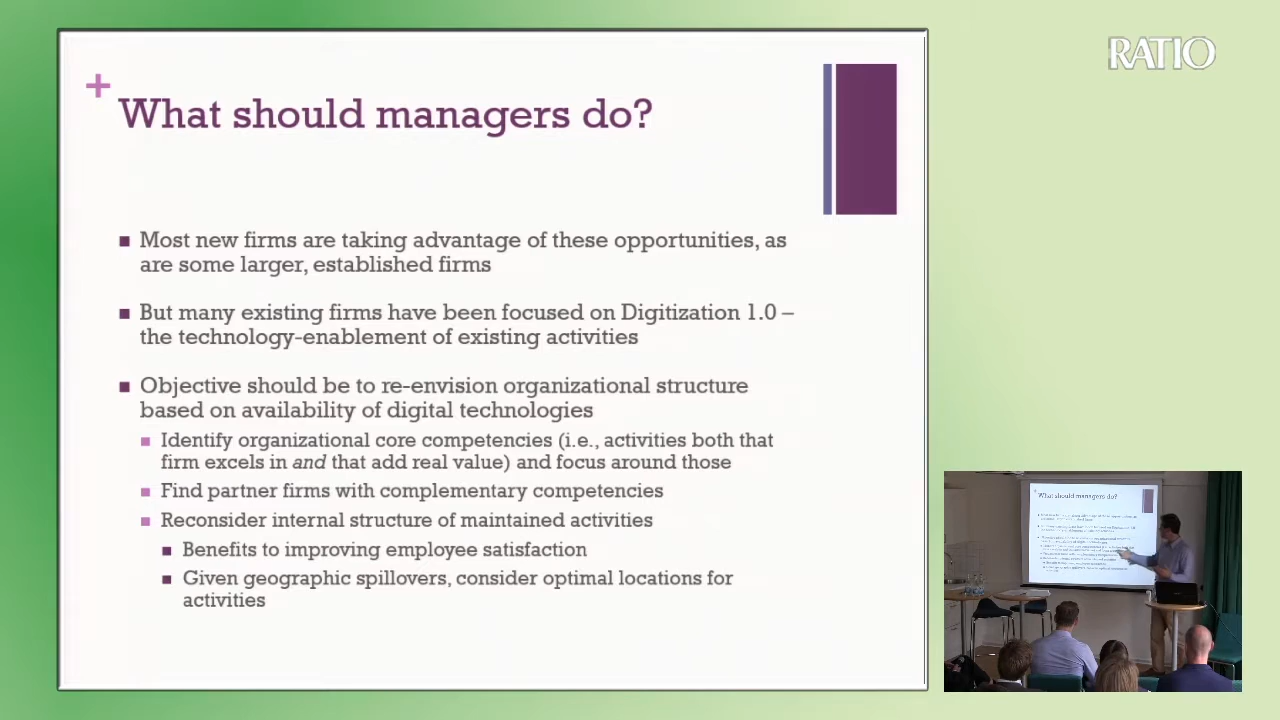 RATIO
+
What should managers do?
■ Most new firms are taking advantage of these opportunities, as
are some larger, established firms
■ But many existing firms have been focused on Digitization 1.0 –
the technology-enablement of existing activities
■ Objective should be to re-envision organizational structure
based on availability of digital technologies
■ Identify organizational core competencies (i.e., activities both that
firm excels in and that add real value) and focus around those
■ Find partner firms with complementary competencies
■ Reconsider internal structure of maintained activities
■ Benefits to improving employee satisfaction
■ Given geographic spillovers, consider optimal locations for
activities
What should managers do?